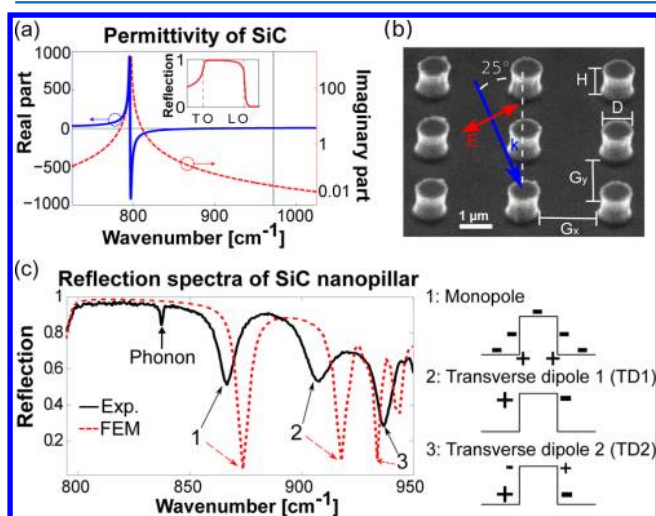 (a)
Permittivity of SiC
1000
500
0
−500
−1000
Real part
100
1
0.01
Imaginary part
Reflection
1
0
TO LO
800 900 1000
Wavenumber [cm⁻¹]
(b)
25°
E
k
H
D
Gy
Gx
1 µm
(c)
Reflection spectra of SiC nanopillar
1
0.8
0.6
0.4
0.2
Reflection
Phonon
Exp.
FEM
1
2
3
800 850 900 950
Wavenumber [cm⁻¹]
1: Monopole
- - - - -
+ +
2: Transverse dipole 1 (TD1)
+ -
3: Transverse dipole 2 (TD2)
- +
+ -